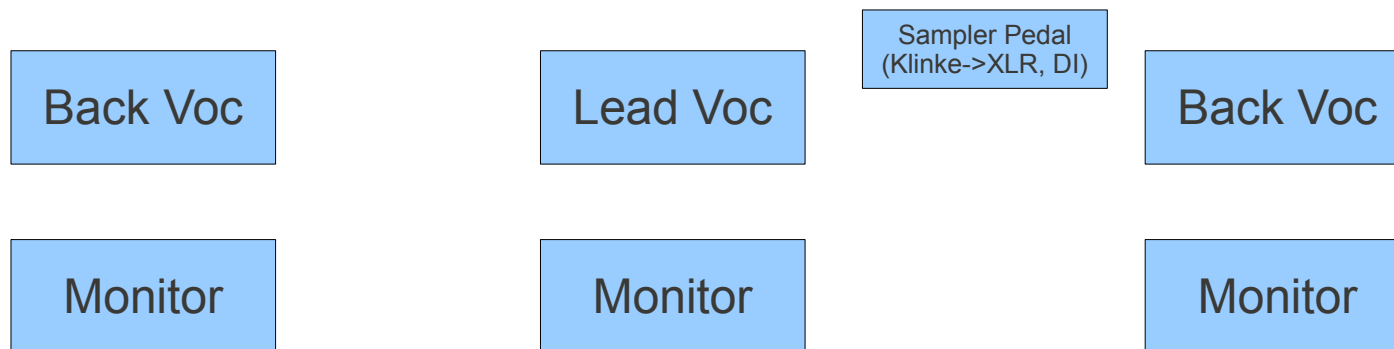 Sampler Pedal
(Klinke->XLR, DI)
Back Voc
Lead Voc
Back Voc
Monitor
Monitor
Monitor